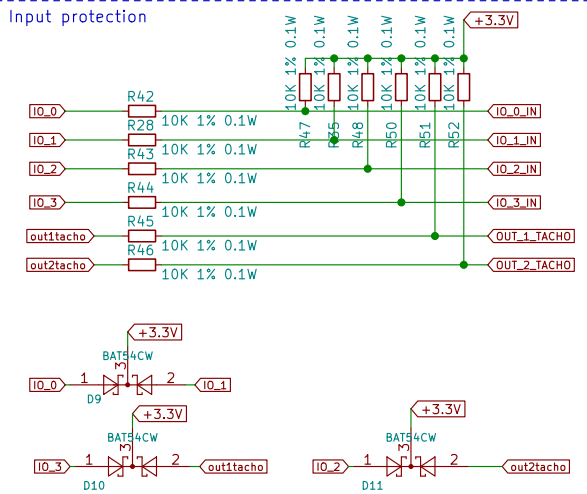 Input protection
+3.3V
10K 1% 0.1W
10K 1% 0.1W
10K 1% 0.1W
10K 1% 0.1W
10K 1% 0.1W
10K 1% 0.1W
R47
R48
R50
R51
R52
IO_0
R42
10K 1% 0.1W
IO_0_IN
IO_1
R28
10K 1% 0.1W
IO_1_IN
IO_2
R43
10K 1% 0.1W
IO_2_IN
IO_3
R44
10K 1% 0.1W
IO_3_IN
out1tacho
R45
10K 1% 0.1W
OUT_1_TACHO
out2tacho
R46
10K 1% 0.1W
OUT_2_TACHO
+3.3V
BAT54CW
3
IO_0
1
2
IO_1
D9
+3.3V
BAT54CW
3
IO_3
1
2
out1tacho
D10
+3.3V
BAT54CW
3
IO_2
1
2
out2tacho
D11